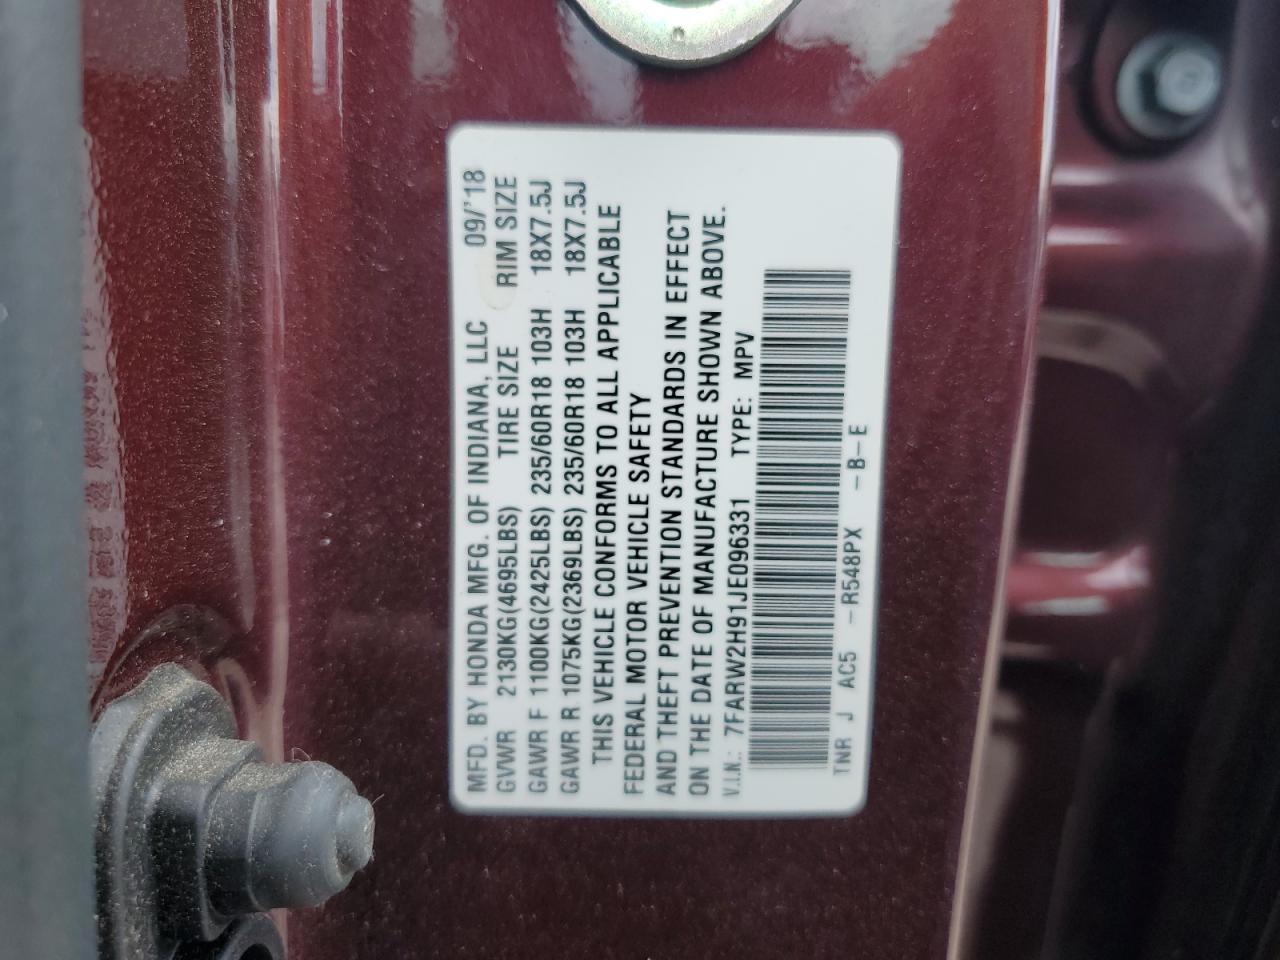 MFD. BY HONDA MFG. OF INDIANA, LLC 09/'18
GVWR 2130KG(4695LBS) TIRE SIZE RIM SIZE
GAWR F 1100KG(2425LBS) 235/60R18 103H 18X7.5J
GAWR R 1075KG(2369LBS) 235/60R18 103H 18X7.5J
THIS VEHICLE CONFORMS TO ALL APPLICABLE
FEDERAL MOTOR VEHICLE SAFETY
AND THEFT PREVENTION STANDARDS IN EFFECT
ON THE DATE OF MANUFACTURE SHOWN ABOVE.
V.I.N.: 7FARW2H91JE096331 TYPE: MPV
TNR J AC5 -R548PX -B-E